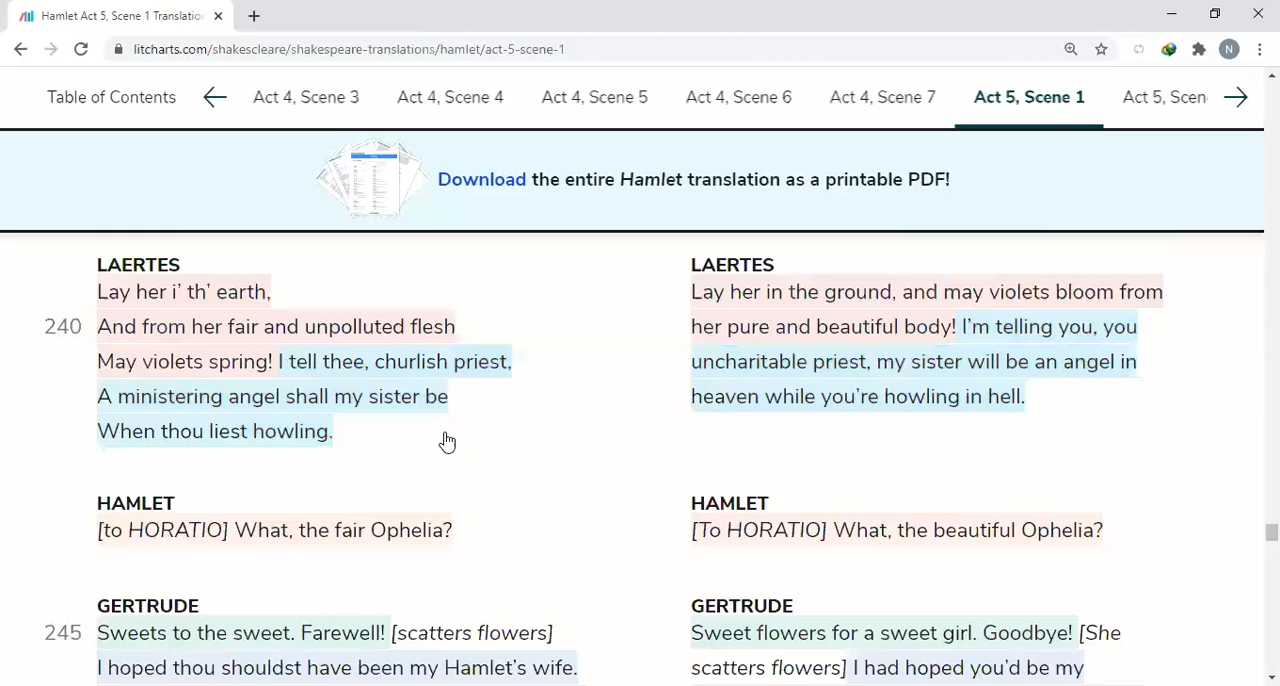 Hamlet Act 5, Scene 1 Translatio
litcharts.com/shakescleare/shakespeare-translations/hamlet/act-5-scene-1
N
Table of Contents
Act 4, Scene 3
Act 4, Scene 4
Act 4, Scene 5
Act 4, Scene 6
Act 4, Scene 7
Act 5, Scene 1
Act 5, Scen
Download the entire Hamlet translation as a printable PDF!
LAERTES
Lay her i’ th’ earth,
240 And from her fair and unpolluted flesh
May violets spring! I tell thee, churlish priest,
A ministering angel shall my sister be
When thou liest howling.
LAERTES
Lay her in the ground, and may violets bloom from
her pure and beautiful body! I’m telling you, you
uncharitable priest, my sister will be an angel in
heaven while you’re howling in hell.
HAMLET
[to HORATIO] What, the fair Ophelia?
HAMLET
[To HORATIO] What, the beautiful Ophelia?
GERTRUDE
245 Sweets to the sweet. Farewell! [scatters flowers]
I hoped thou shouldst have been my Hamlet’s wife.
GERTRUDE
Sweet flowers for a sweet girl. Goodbye! [She
scatters flowers] I had hoped you’d be my